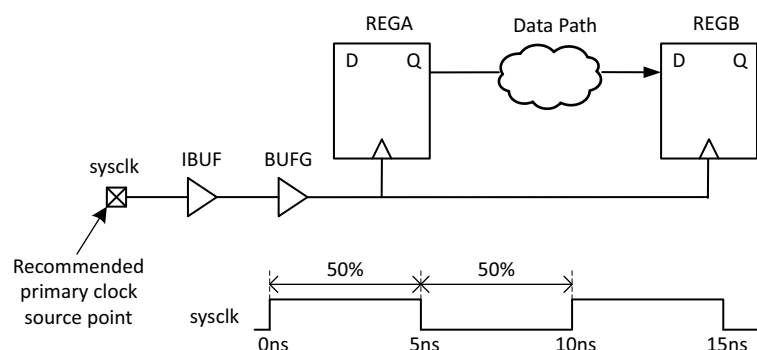 REGA
Data Path
REGB
D
Q
D
Q
sysclk
IBUF
BUFG
Recommended
primary clock
source point
50%
50%
sysclk
0ns
5ns
10ns
15ns